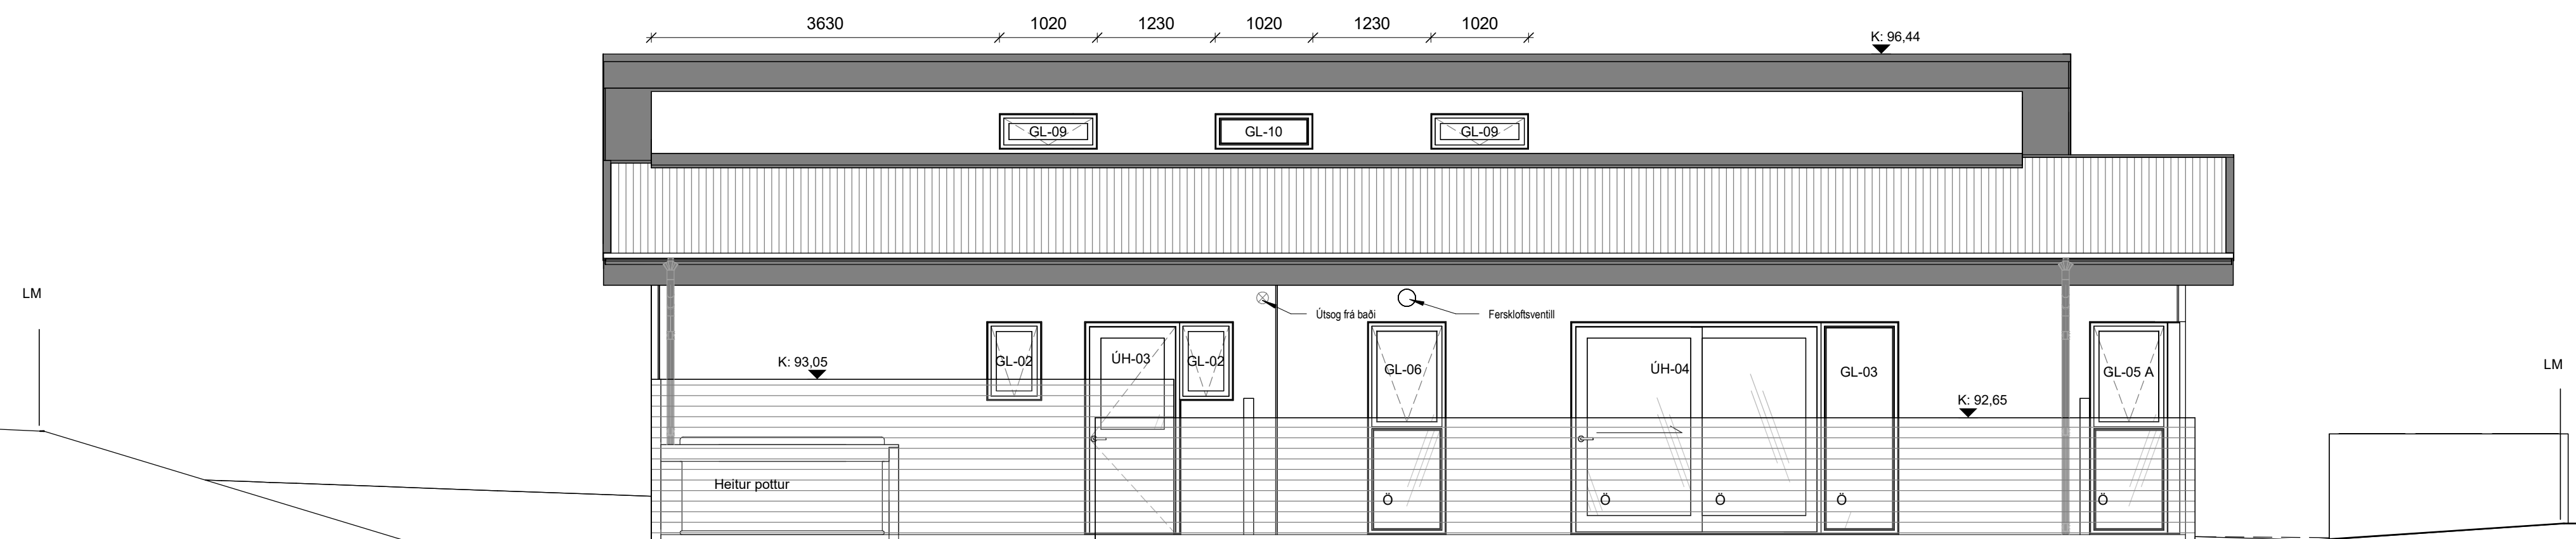 3630 1020 1230 1020 1230 1020
K: 96,44
GL-09 GL-10 GL-09
LM
Útsog frá baði Ferskloftsventill
K: 93,05 GL-02 ÚH-03 GL-02 GL-06 ÚH-04 GL-03 GL-05 A LM
K: 92,65
Heitur pottur
Ö Ö Ö Ö Ö